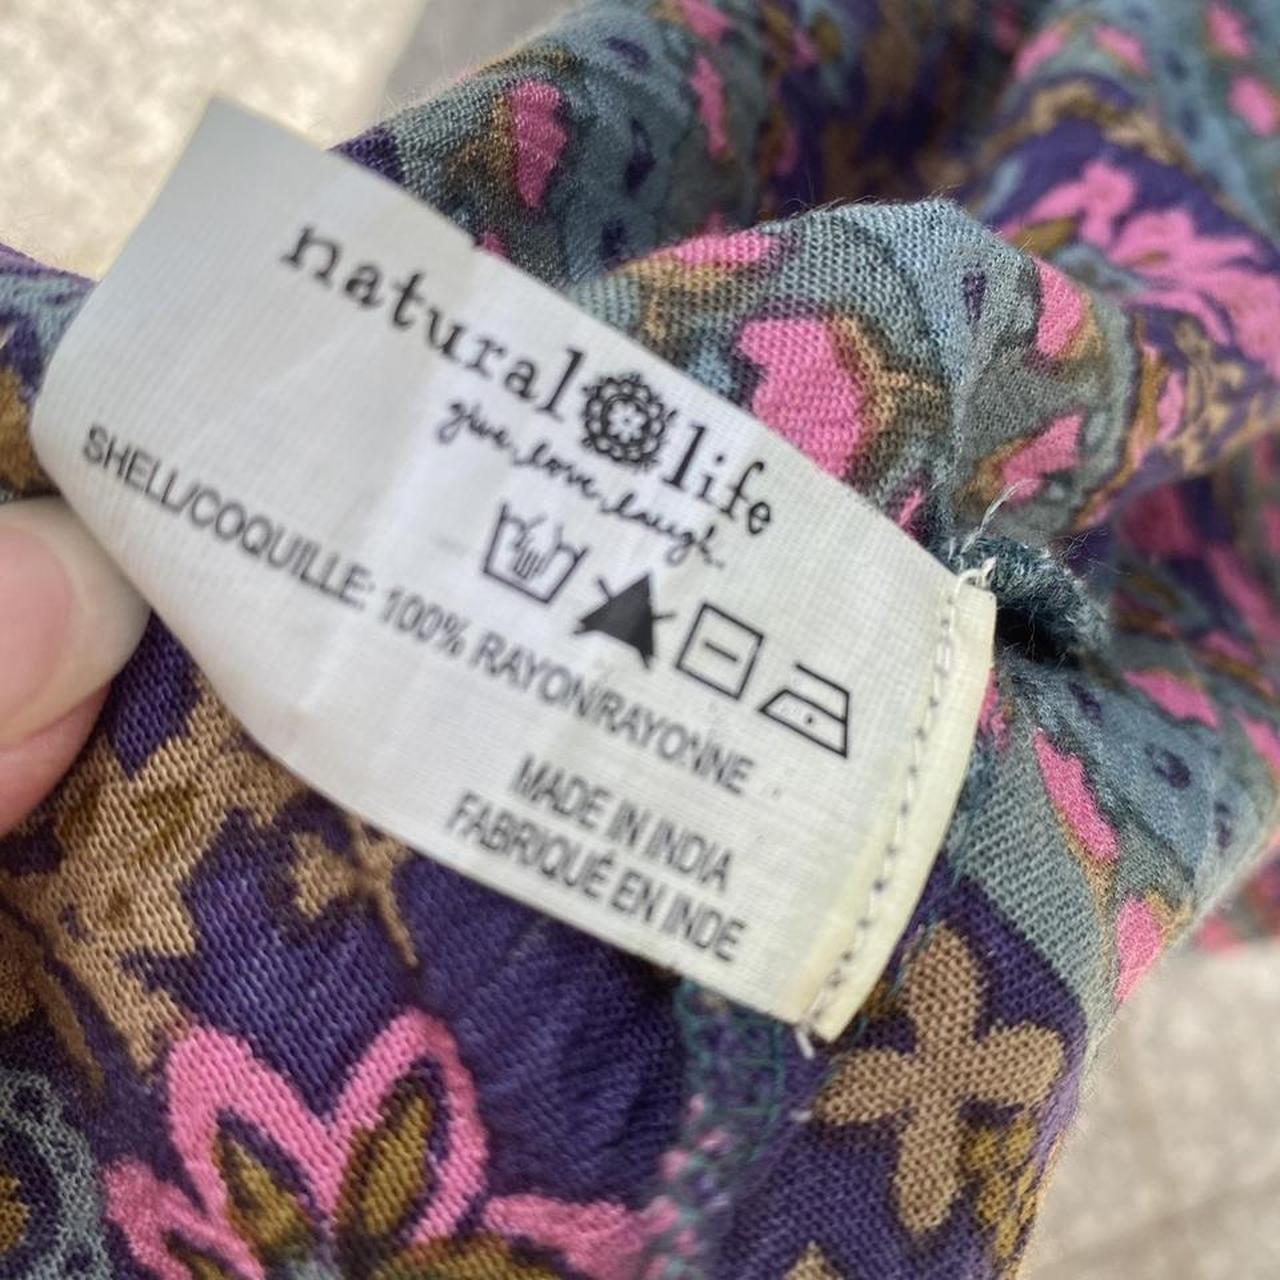 natural life
give. love. laugh.
SHELL/COQUILLE: 100% RAYON/RAYONNE
MADE IN INDIA
FABRIQUÉ EN INDE